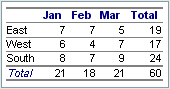 Jan Feb Mar Total
East 7 7 5 19
West 6 4 7 17
South 8 7 9 24
Total 21 18 21 60